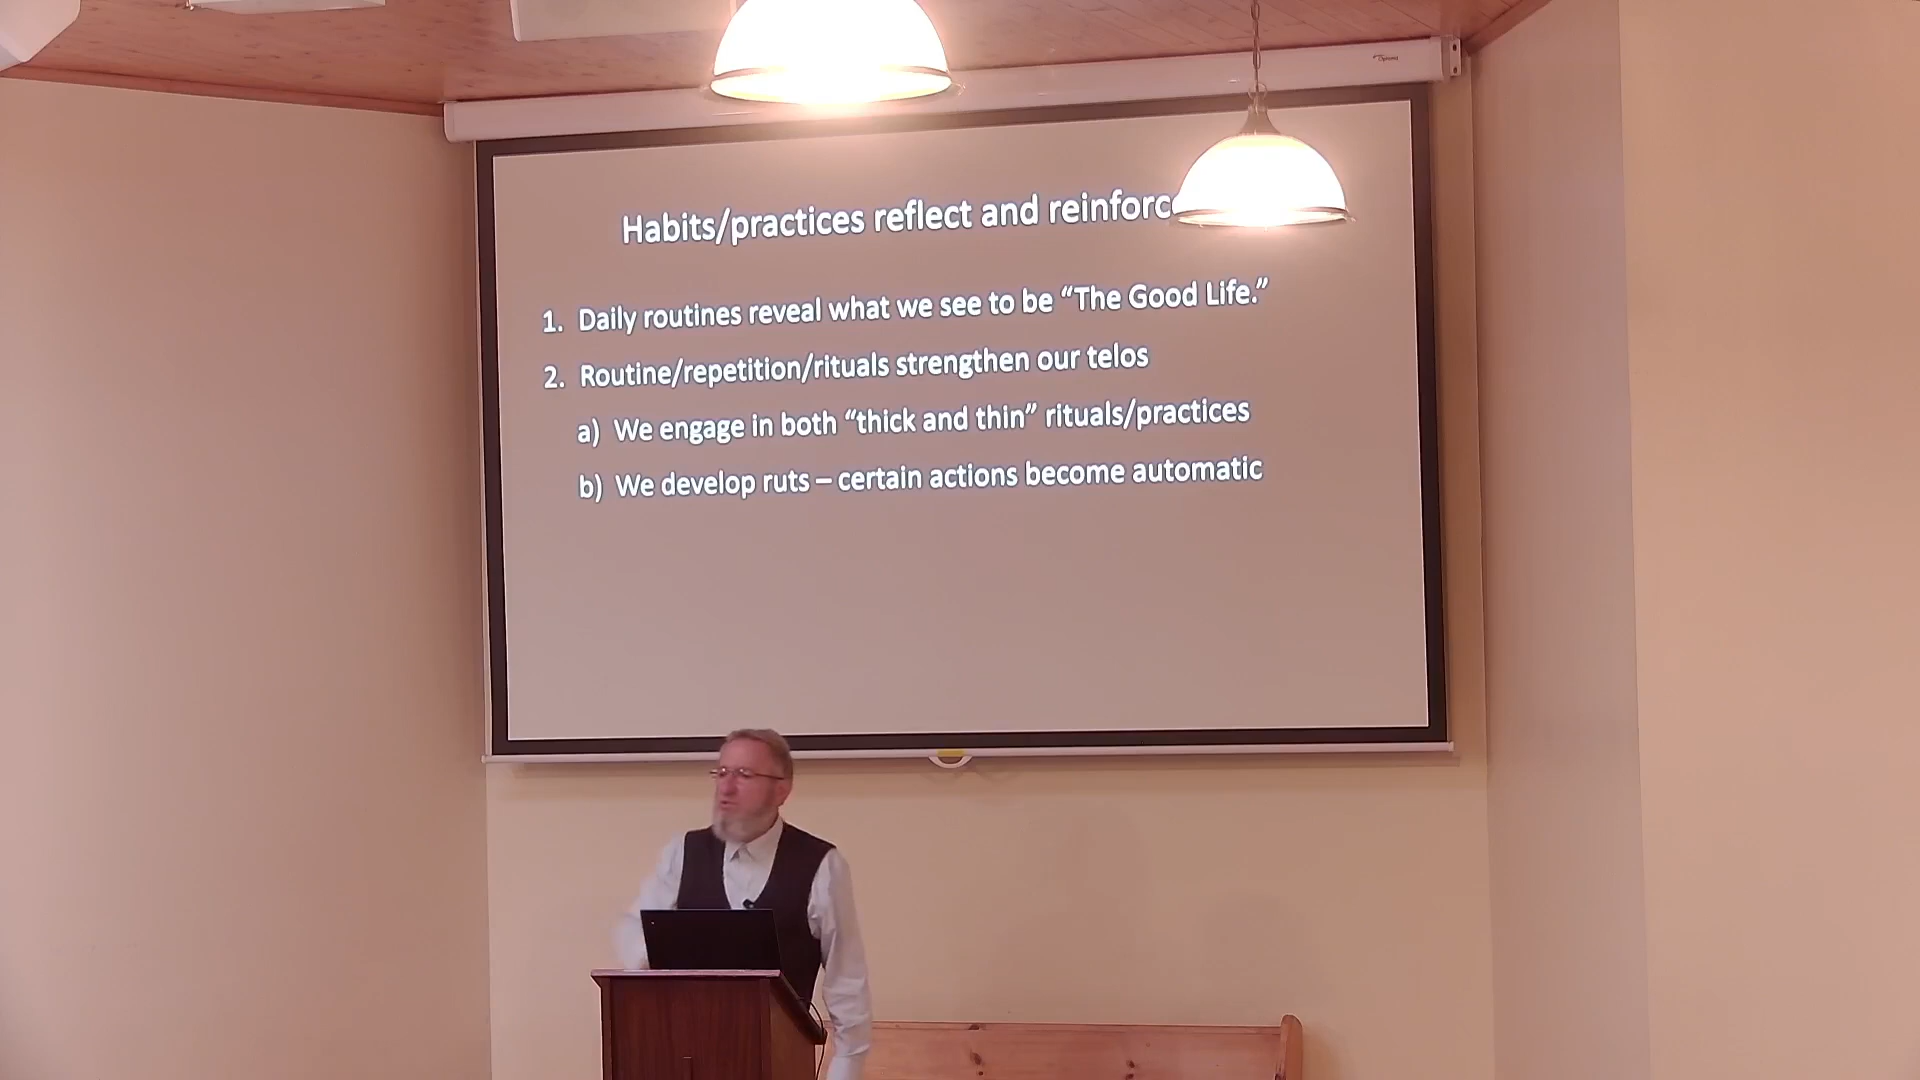 Habits/practices reflect and reinforc
1. Daily routines reveal what we see to be “The Good Life.”
2. Routine/repetition/rituals strengthen our telos
a) We engage in both “thick and thin” rituals/practices
b) We develop ruts – certain actions become automatic